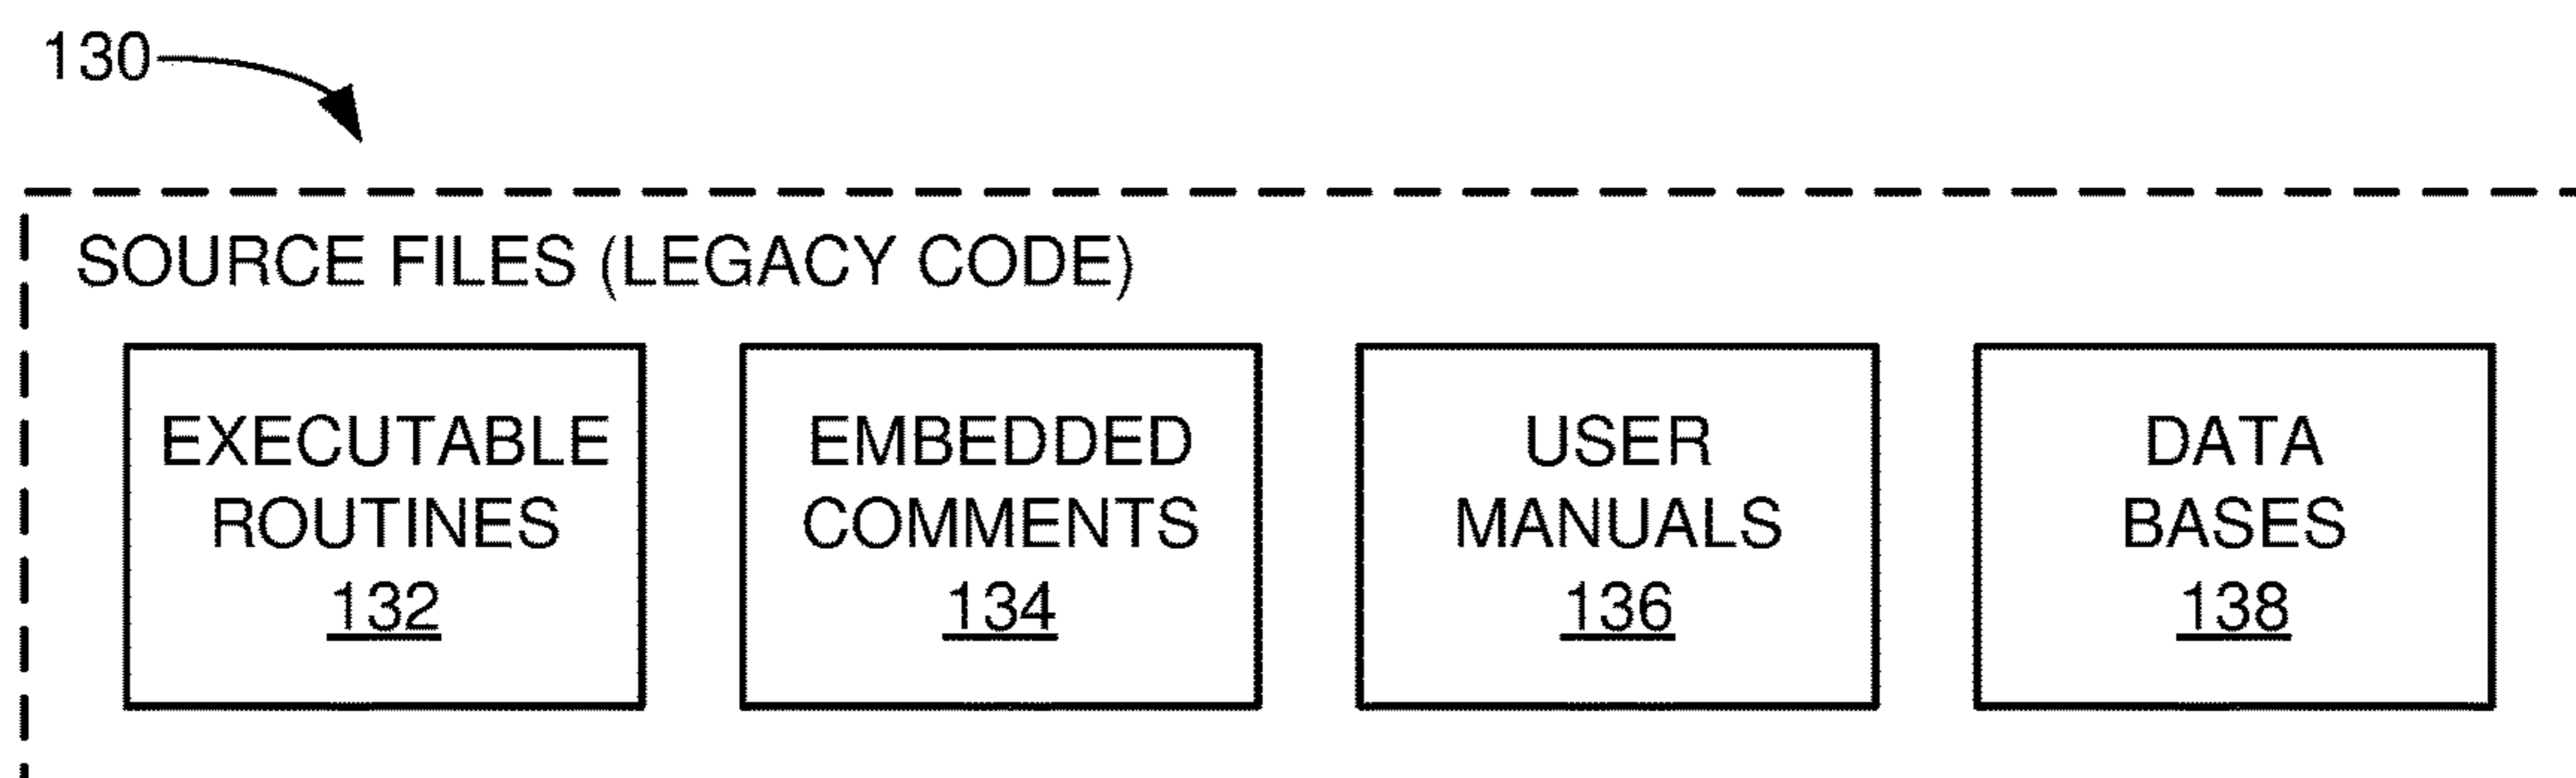 130
SOURCE FILES (LEGACY CODE)
EXECUTABLE
ROUTINES
132
EMBEDDED
COMMENTS
134
USER
MANUALS
136
DATA
BASES
138